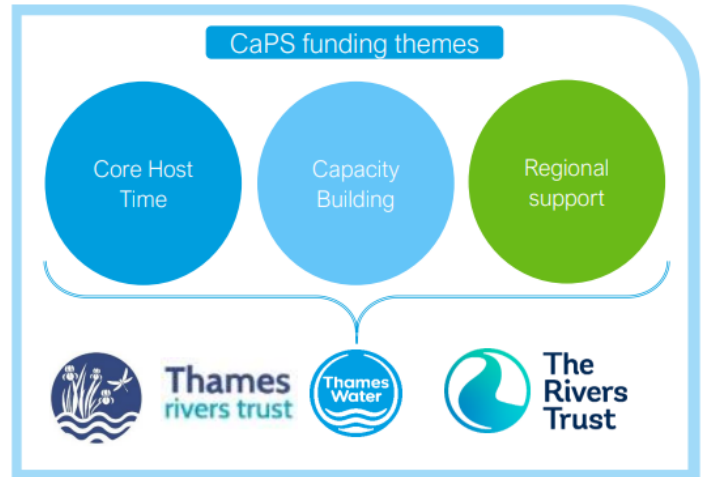 CaPS funding themes
Core Host
Time
Capacity
Building
Regional
support
Thames
rivers trust
Thames
Water
The
Rivers
Trust